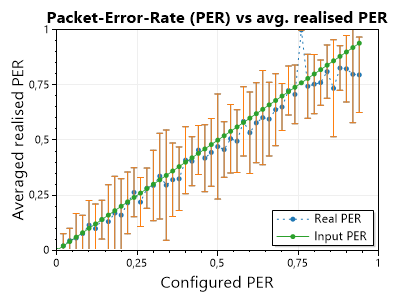 Packet-Error-Rate (PER) vs avg. realised PER
Averaged realised PER
1
0,75
0,5
0,25
0
0
0,25
0,5
0,75
1
Configured PER
Real PER
Input PER